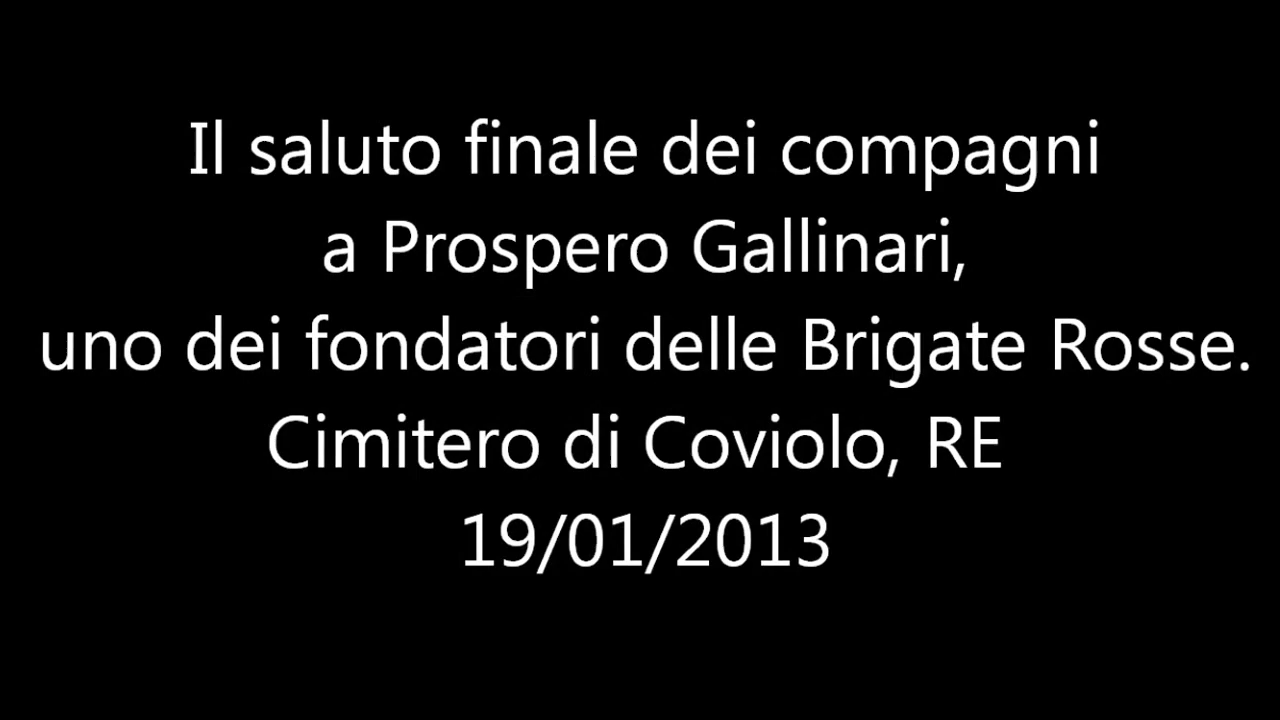 Il saluto finale dei compagni
a Prospero Gallinari,
uno dei fondatori delle Brigate Rosse.
Cimitero di Coviolo, RE
19/01/2013